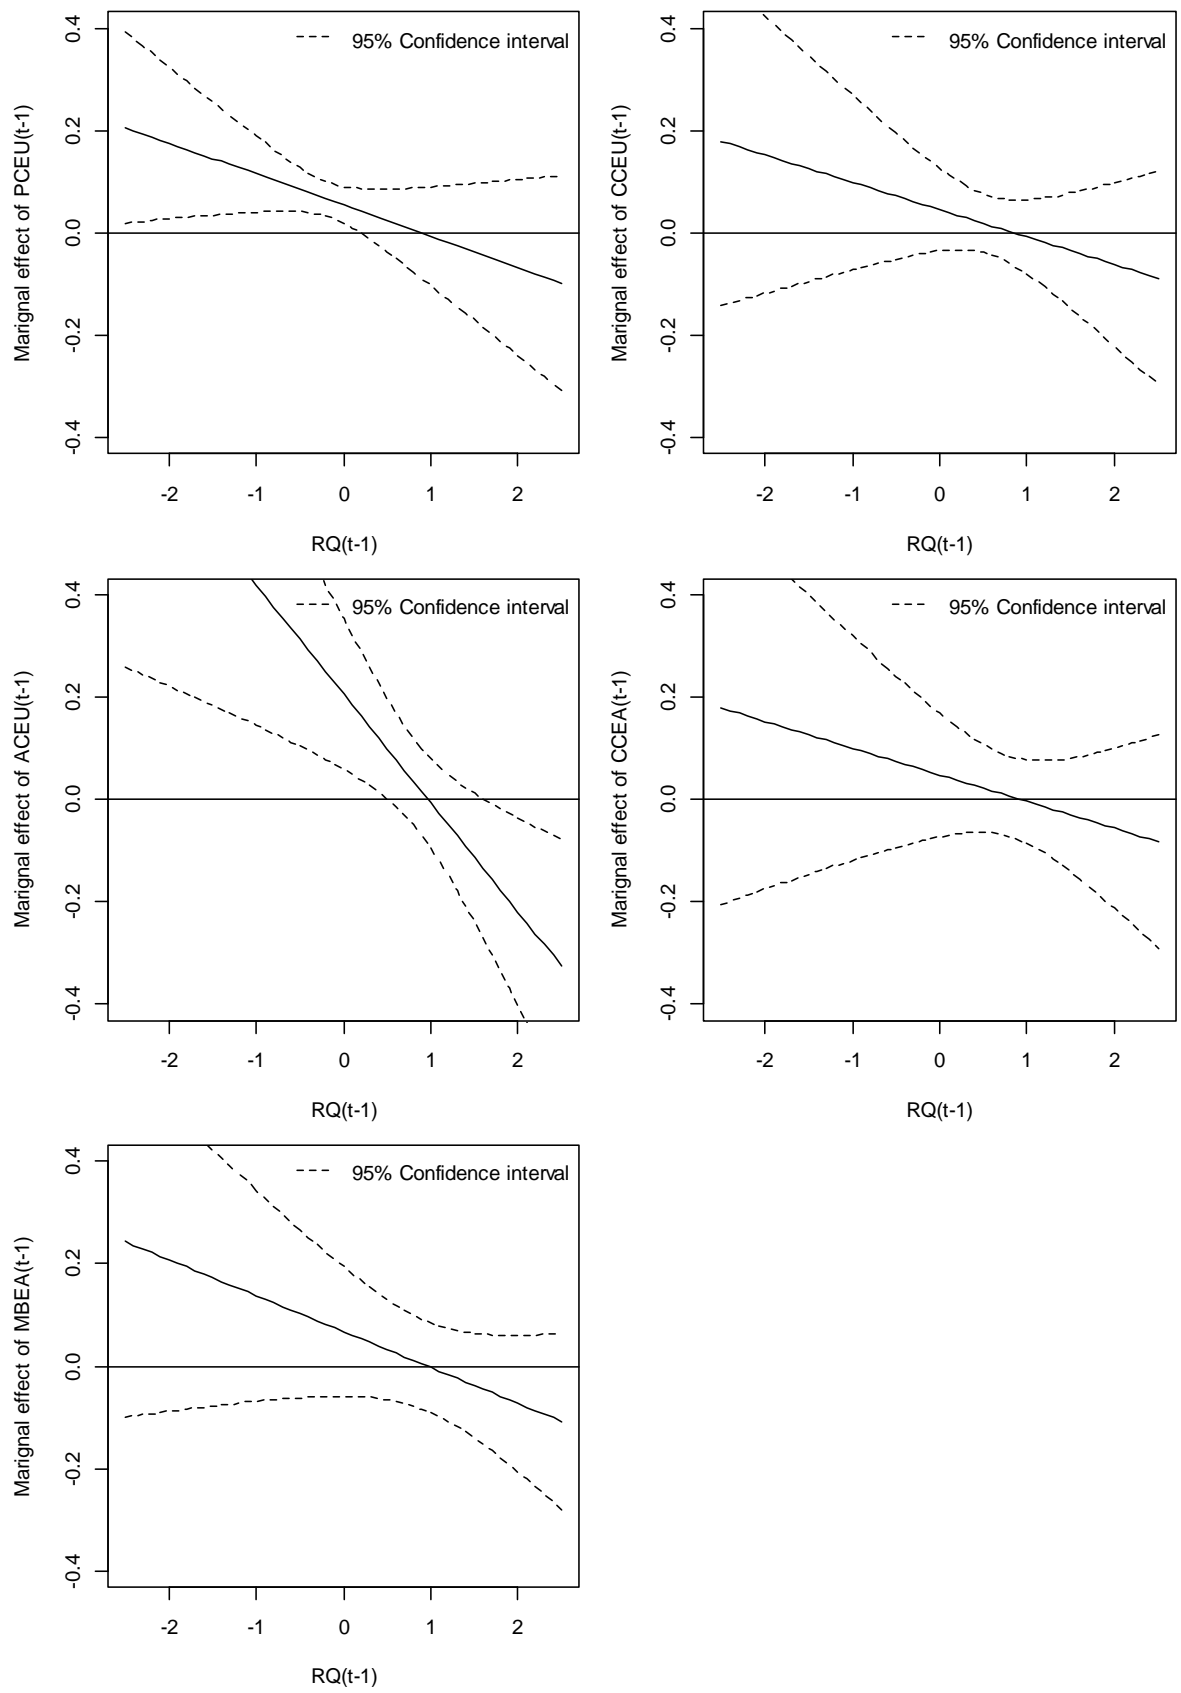 Marignal effect of PCEU(t-1)
0.4
0.2
0.0
-0.2
-0.4
95% Confidence interval
-2 -1 0 1 2
RQ(t-1)
Marignal effect of CCEU(t-1)
0.4
0.2
0.0
-0.2
-0.4
95% Confidence interval
-2 -1 0 1 2
RQ(t-1)
Marignal effect of ACEU(t-1)
0.4
0.2
0.0
-0.2
-0.4
95% Confidence interval
-2 -1 0 1 2
RQ(t-1)
Marignal effect of CCEA(t-1)
0.4
0.2
0.0
-0.2
-0.4
95% Confidence interval
-2 -1 0 1 2
RQ(t-1)
Marignal effect of MBEA(t-1)
0.4
0.2
0.0
-0.2
-0.4
95% Confidence interval
-2 -1 0 1 2
RQ(t-1)